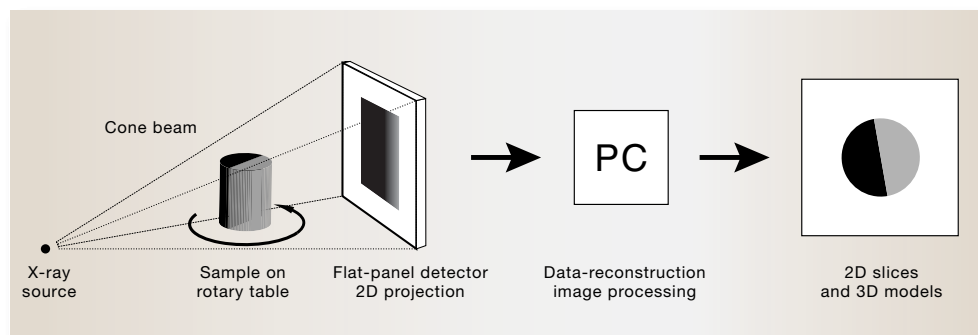 Cone beam
PC
X-ray
source
Sample on
rotary table
Flat-panel detector
2D projection
Data-reconstruction
image processing
2D slices
and 3D models